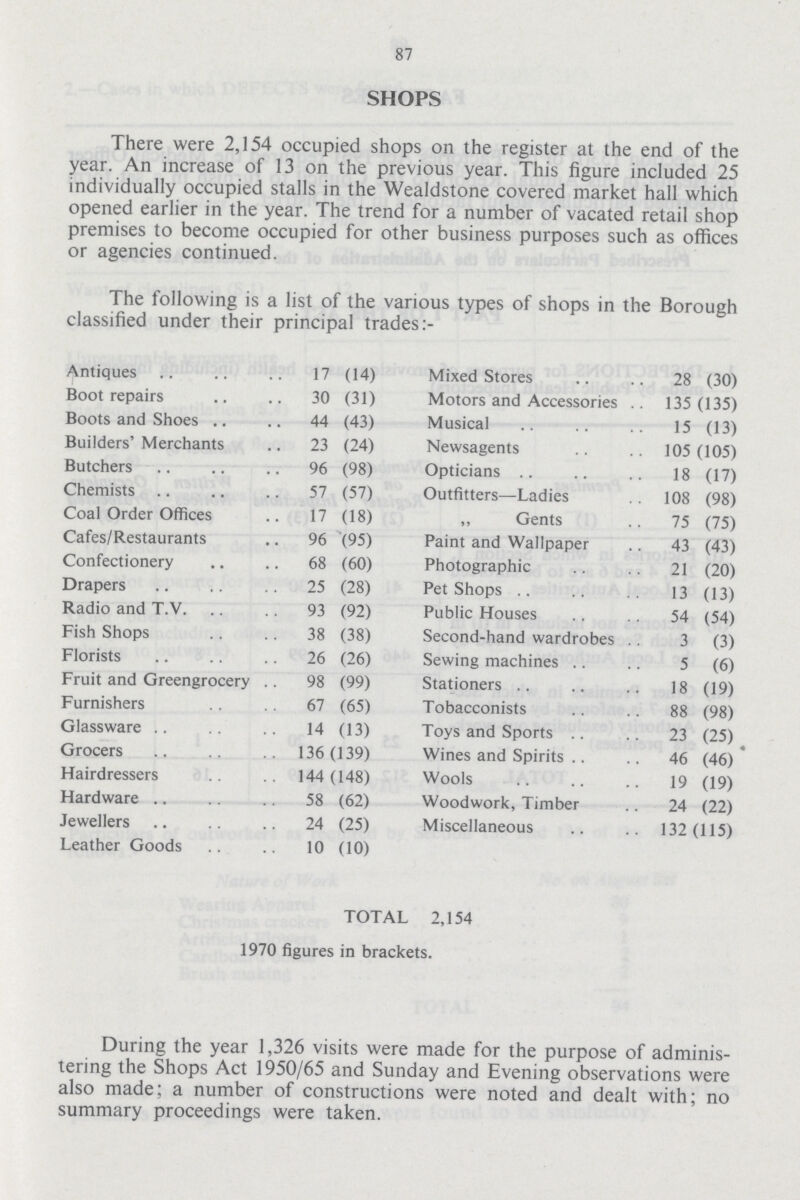 87
SHOPS
There were 2,154 occupied shops on the register at the end of the
year. An increase of 13 on the previous year. This figure included 25
individually occupied stalls in the Wealdstone covered market hall which
opened earlier in the year. The trend for a number of vacated retail shop
premises to become occupied for other business purposes such as offices
or agencies continued.
The following is a list of the various types of shops in the Borough
classified under their principal trades:-
Antiques .. .. .. 17 (14)
Boot repairs .. .. 30 (31)
Boots and Shoes .. .. 44 (43)
Builders' Merchants .. 23 (24)
Butchers .. .. .. 96 (98)
Chemists .. .. .. 57 (57)
Coal Order Offices .. 17 (18)
Cafes/Restaurants .. 96 (95)
Confectionery .. .. 68 (60)
Drapers .. .. .. 25 (28)
Radio and T.V. .. .. 93 (92)
Fish Shops .. .. 38 (38)
Florists .. .. .. 26 (26)
Fruit and Greengrocery .. 98 (99)
Furnishers .. .. 67 (65)
Glassware .. .. .. 14 (13)
Grocers .. .. .. 136 (139)
Hairdressers .. .. 144 (148)
Hardware .. .. .. 58 (62)
Jewellers .. .. .. 24 (25)
Leather Goods .. .. 10 (10)
Mixed Stores .. .. 28 (30)
Motors and Accessories .. 135 (135)
Musical .. .. .. 15 (13)
Newsagents .. .. 105 (105)
Opticians .. .. .. 18 (17)
Outfitters—Ladies .. 108 (98)
,, Gents .. 75 (75)
Paint and Wallpaper .. 43 (43)
Photographic .. .. 21 (20)
Pet Shops .. .. .. 13 (13)
Public Houses .. .. 54 (54)
Second-hand wardrobes .. 3 (3)
Sewing machines .. .. 5 (6)
Stationers .. .. .. 18 (19)
Tobacconists .. .. 88 (98)
Toys and Sports .. .. 23 (25)
Wines and Spirits .. .. 46 (46)
Wools .. .. .. 19 (19)
Woodwork, Timber .. 24 (22)
Miscellaneous .. .. 132 (115)
TOTAL 2,154
1970 figures in brackets.
During the year 1,326 visits were made for the purpose of adminis-
tering the Shops Act 1950/65 and Sunday and Evening observations were
also made; a number of constructions were noted and dealt with; no
summary proceedings were taken.